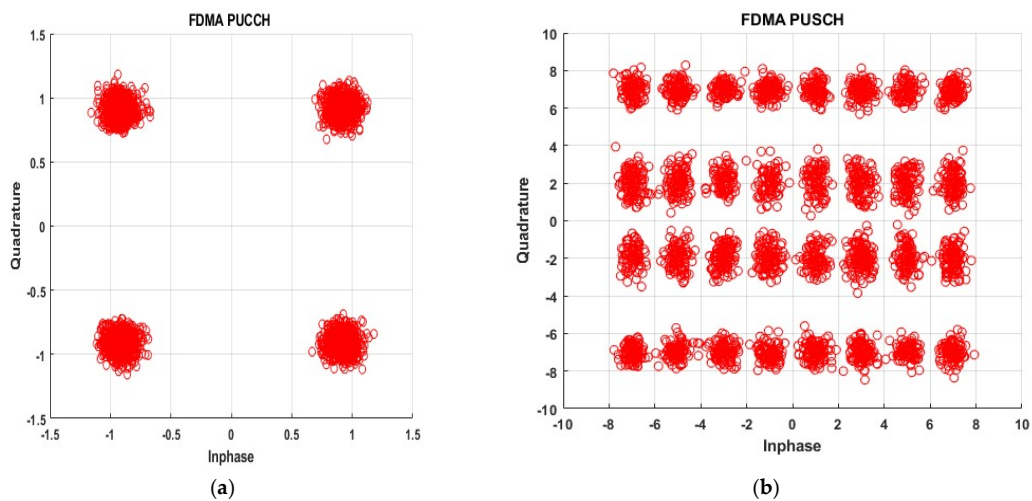 FDMA PUCCH
1.5
1
0.5
0
-0.5
-1
-1.5
Quadrature
-1.5 -1 -0.5 0 0.5 1 1.5
Inphase
(a)
FDMA PUSCH
10
8
6
4
2
0
-2
-4
-6
-8
-10
Quadrature
-10 -8 -6 -4 -2 0 2 4 6 8 10
Inphase
(b)